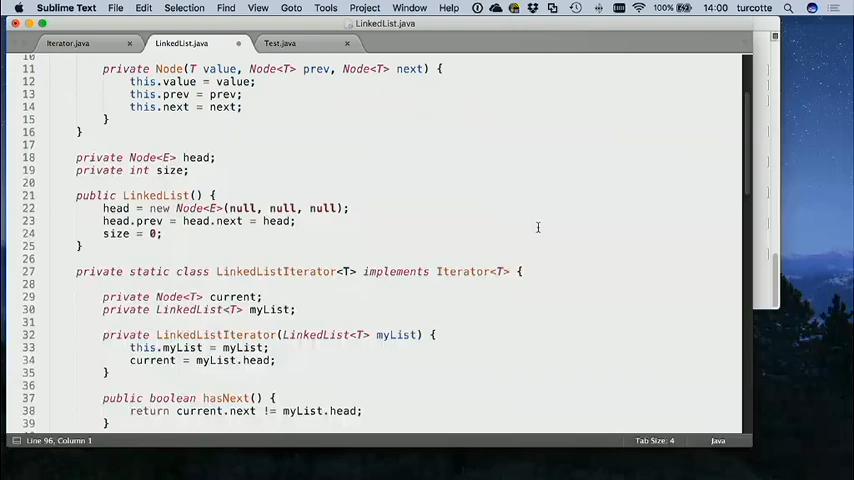 Sublime Text File Edit Selection Find View Goto Tools Project Window Help 100% 14:00 turcotte
LinkedList.java
Iterator.java × LinkedList.java Test.java ×
10
11 private Node(T value, Node<T> prev, Node<T> next) {
12 this.value = value;
13 this.prev = prev;
14 this.next = next;
15 }
16 }
17
18 private Node<E> head;
19 private int size;
20
21 public LinkedList() {
22 head = new Node<E>(null, null, null);
23 head.prev = head.next = head;
24 size = 0;
25 }
26
27 private static class LinkedListIterator<T> implements Iterator<T> {
28
29 private Node<T> current;
30 private LinkedList<T> myList;
31
32 private LinkedListIterator(LinkedList<T> myList) {
33 this.myList = myList;
34 current = myList.head;
35 }
36
37 public boolean hasNext() {
38 return current.next != myList.head;
39 }
Line 96, Column 1 Tab Size: 4 Java